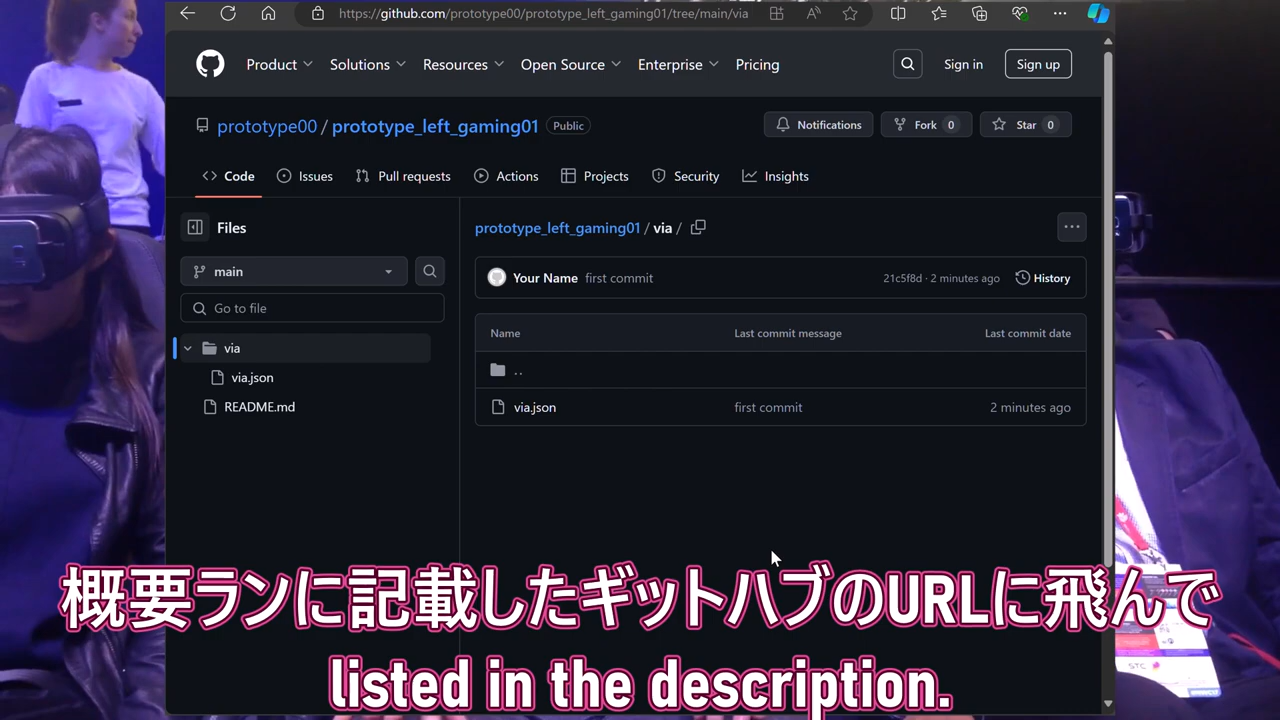 https://github.com/prototype00/prototype_left_gaming01/tree/main/via
Product Solutions Resources Open Source Enterprise Pricing Sign in Sign up
prototype00 / prototype_left_gaming01 Public Notifications Fork 0 Star 0
Code Issues Pull requests Actions Projects Security Insights
Files
main
Go to file
via
via.json
README.md
prototype_left_gaming01 / via /
Your Name first commit 21c5f8d · 2 minutes ago History
Name Last commit message Last commit date
..
via.json first commit 2 minutes ago
概要ランに記載したギットハブのURLに飛んで
listed in the description.
STC